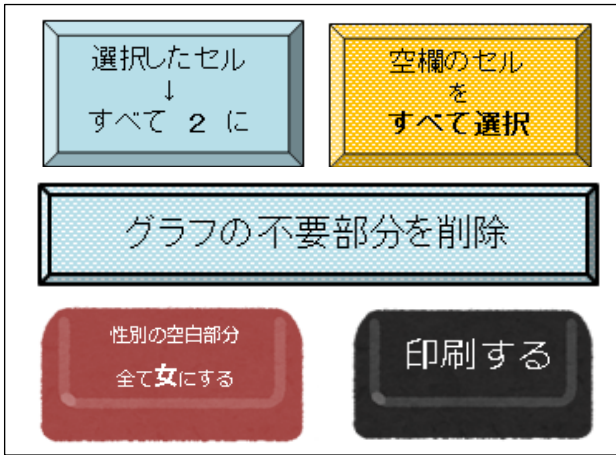 選択したセル
↓
すべて 2 に
空欄のセル
を
すべて選択
グラフの不要部分を削除
性別の空白部分
全て女にする
印刷する